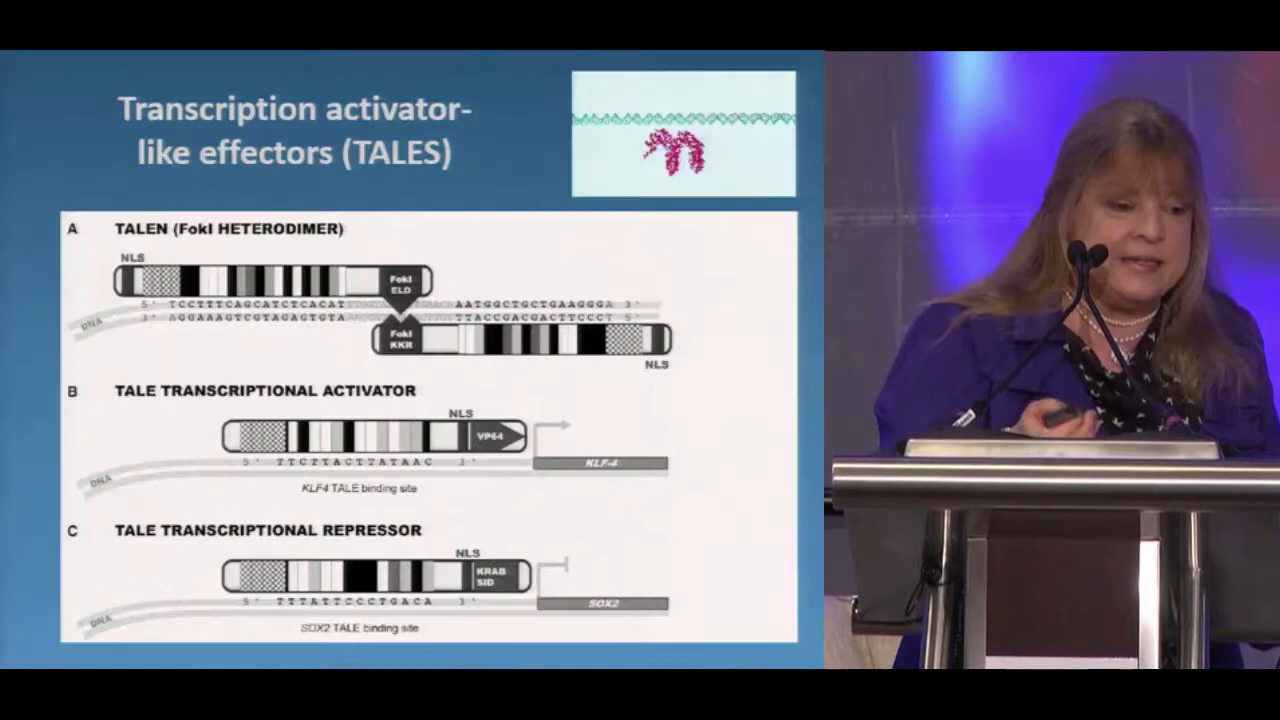 Transcription activator-
like effectors (TALES)
A TALEN (FokI HETERODIMER)
NLS
FokI
ELD
5' TCCTTTCAGCATCTCACAT AATGGCTGCTGAAGGGA 3'
DNA
3' AGGAAAGTCGTAGAGTGTA TTACCGACGACTTCCCT 5'
FokI
KKR
NLS
B TALE TRANSCRIPTIONAL ACTIVATOR
NLS
VP64
5' TTCTTACTTATAAC 3'
KLF-4
DNA
KLF4 TALE binding site
C TALE TRANSCRIPTIONAL REPRESSOR
NLS
KRAB
SID
5' TTTATTCCCTGACA 3'
SOX2
DNA
SOX2 TALE binding site